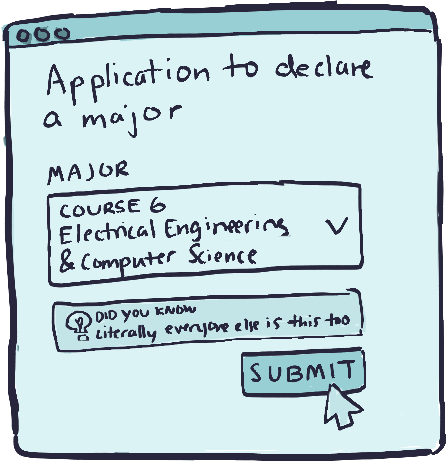 Application to declare
a major
MAJOR
COURSE 6
Electrical Engineering
& Computer Science
DID YOU KNOW
Literally everyone else is this too
SUBMIT